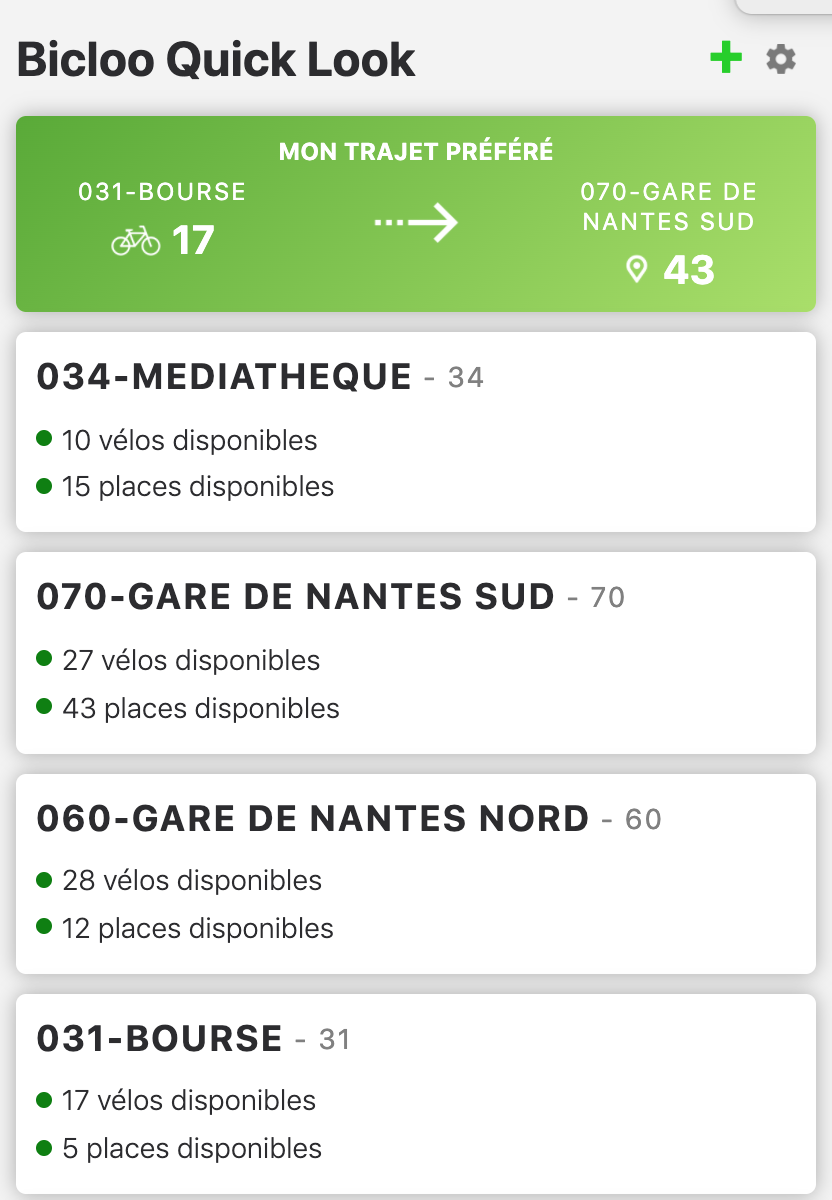 Bicloo Quick Look
MON TRAJET PRÉFÉRÉ
031-BOURSE
17
070-GARE DE
NANTES SUD
43
034-MEDIATHEQUE - 34
10 vélos disponibles
15 places disponibles
070-GARE DE NANTES SUD - 70
27 vélos disponibles
43 places disponibles
060-GARE DE NANTES NORD - 60
28 vélos disponibles
12 places disponibles
031-BOURSE - 31
17 vélos disponibles
5 places disponibles